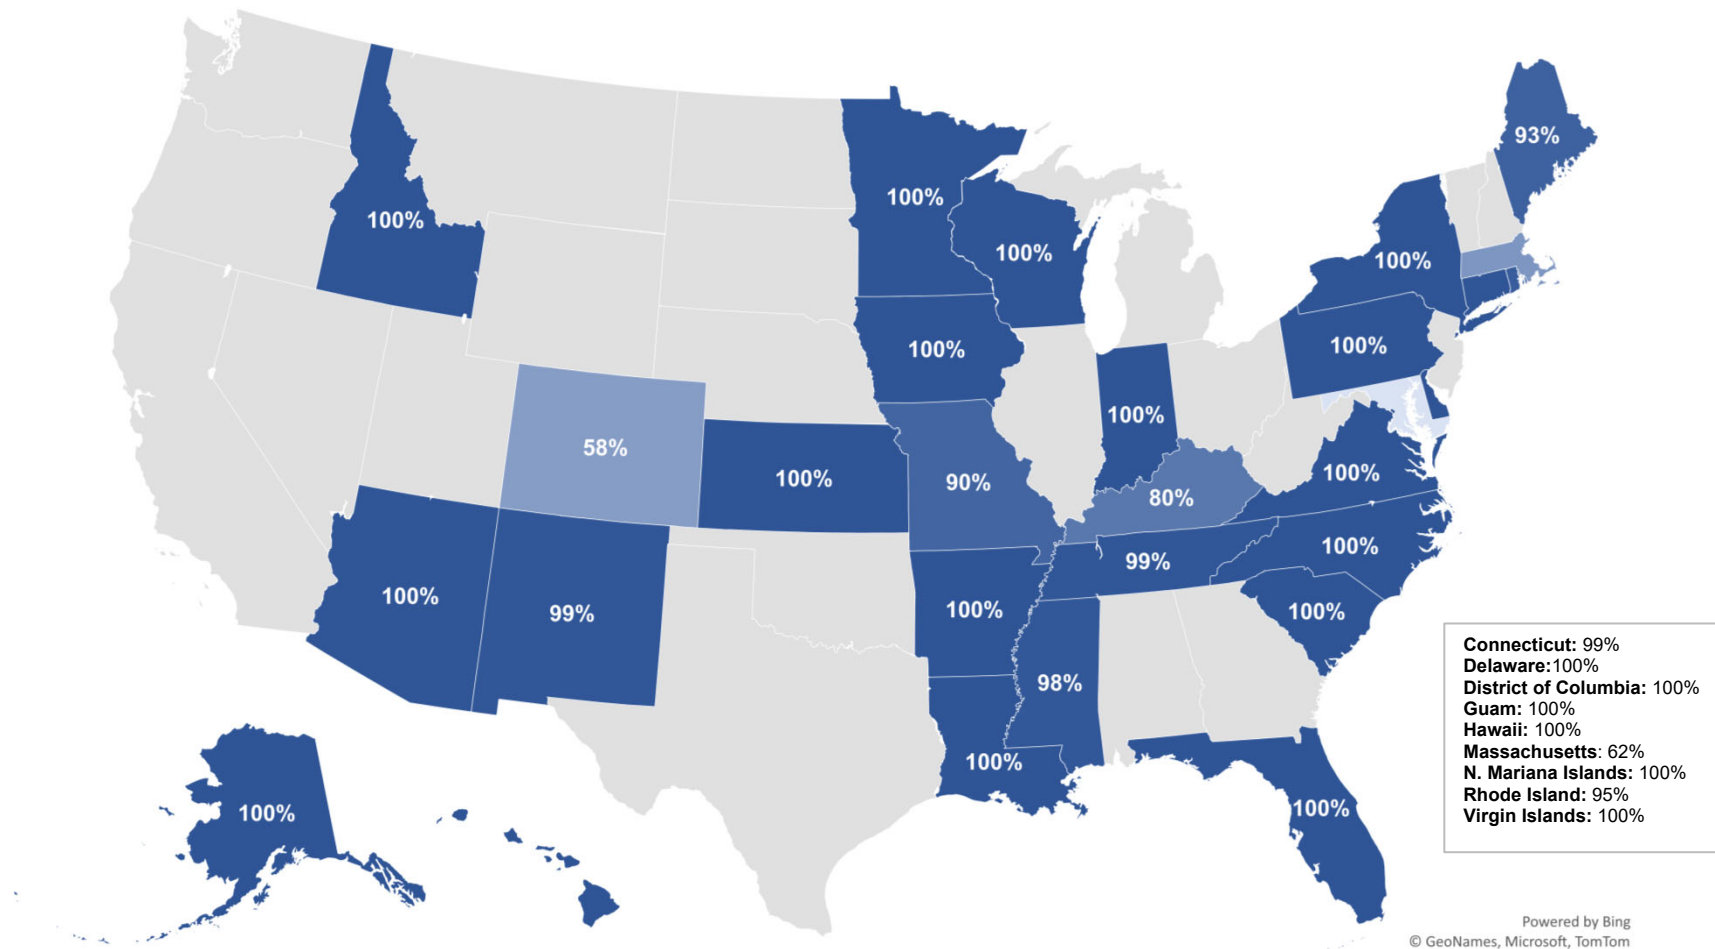 93%
100%
100%
100%
100%
100%
100%
100%
58%
100%
90%
100%
80%
100%
99%
100%
100%
99%
100%
100%
98%
100%
100%
100%
Connecticut: 99%
Delaware:100%
District of Columbia: 100%
Guam: 100%
Hawaii: 100%
Massachusetts: 62%
N. Mariana Islands: 100%
Rhode Island: 95%
Virgin Islands: 100%
Powered by Bing
© GeoNames, Microsoft, TomTom